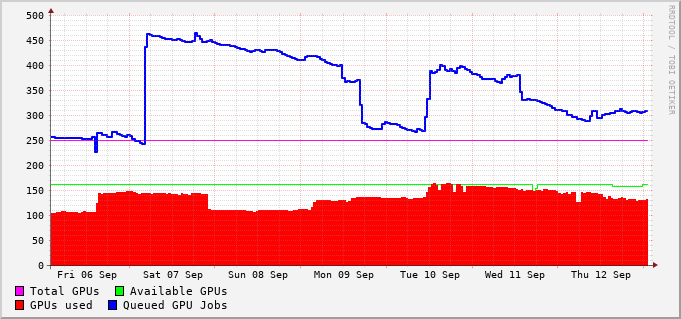 RRDTOOL / TOBI OETIKER
500
450
400
350
300
250
200
150
100
50
0
Fri 06 Sep Sat 07 Sep Sun 08 Sep Mon 09 Sep Tue 10 Sep Wed 11 Sep Thu 12 Sep
Total GPUs Available GPUs
GPUs used Queued GPU Jobs